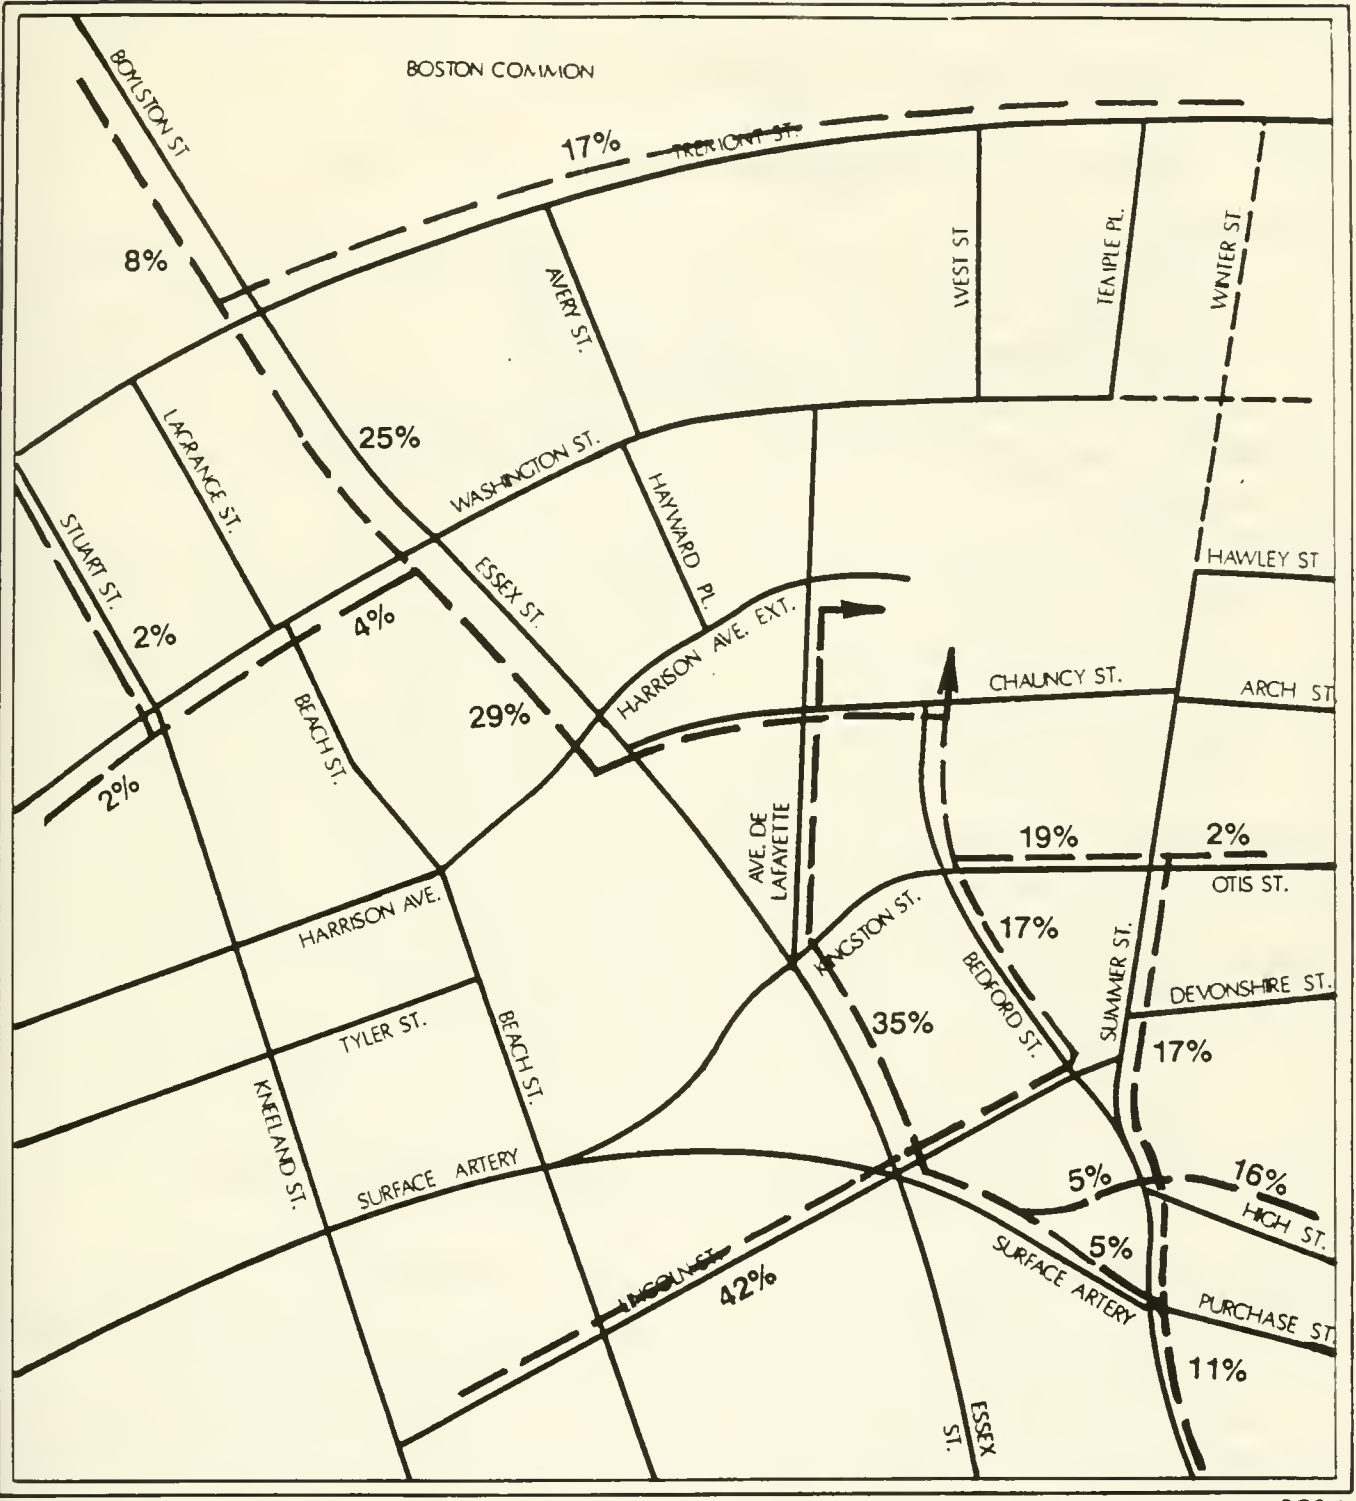 BOSTON COMMON
BOYLSTON ST
17%
TREMONT ST.
8%
AVERY ST.
WEST ST
TEMPLE PL.
WINTER ST.
LAGRANGE ST.
25%
WASHINGTON ST.
STUART ST.
HAYWARD PL.
HAWLEY ST
ESSEX ST.
2%
4%
HARRISON AVE. EXT.
CHAUNCY ST.
ARCH ST.
BEACH ST.
29%
2%
AVE. DE
LAFAYETTE
19%
2%
OTIS ST.
HARRISON AVE.
KINGSTON ST.
17%
BEDFORD ST.
SUMMER ST.
DEVONSHIRE ST.
TYLER ST.
BEACH ST.
35%
17%
KNEELAND ST.
SURFACE ARTERY
5%
16%
HIGH ST.
LINCOLN ST.
42%
5%
SURFACE ARTERY
PURCHASE ST.
11%
ESSEX
ST.